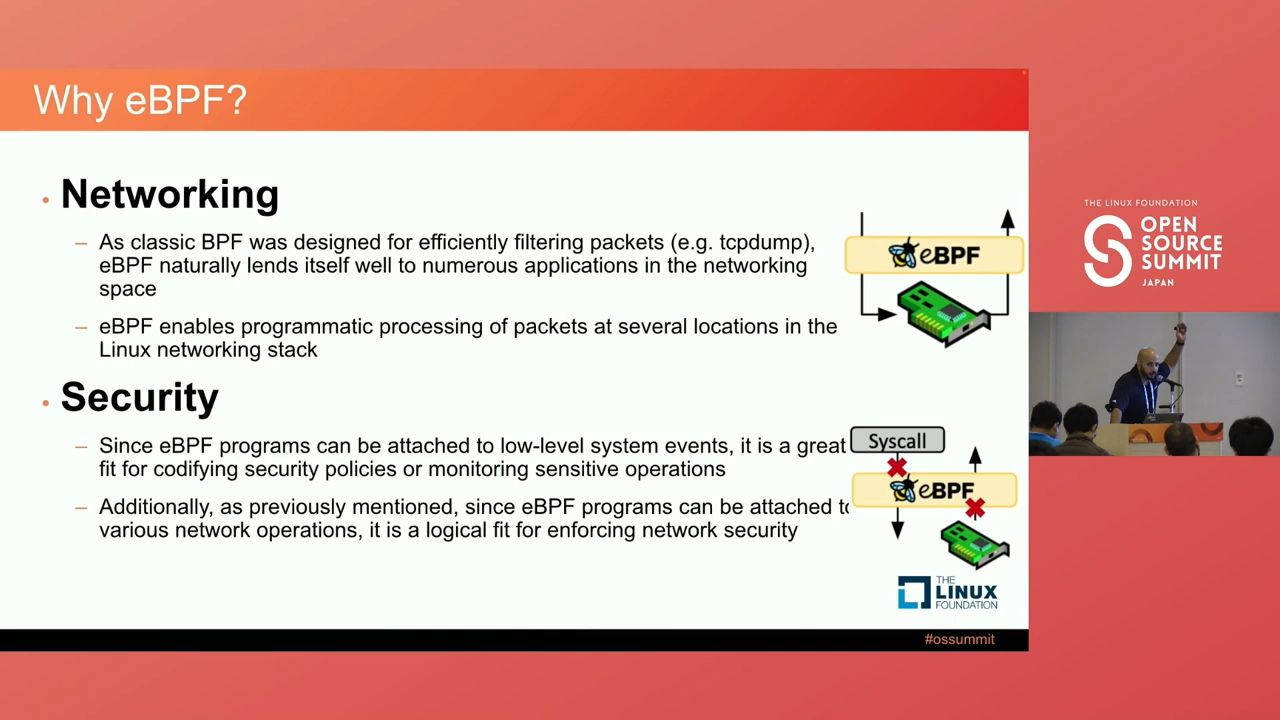 Why eBPF?
Networking
– As classic BPF was designed for efficiently filtering packets (e.g. tcpdump),
eBPF naturally lends itself well to numerous applications in the networking
space
– eBPF enables programmatic processing of packets at several locations in the
Linux networking stack
eBPF
Security
– Since eBPF programs can be attached to low-level system events, it is a great
fit for codifying security policies or monitoring sensitive operations
– Additionally, as previously mentioned, since eBPF programs can be attached to
various network operations, it is a logical fit for enforcing network security
Syscall
eBPF
THE
LINUX
FOUNDATION
#ossummit
THE LINUX FOUNDATION
OPEN
SOURCE
SUMMIT
JAPAN